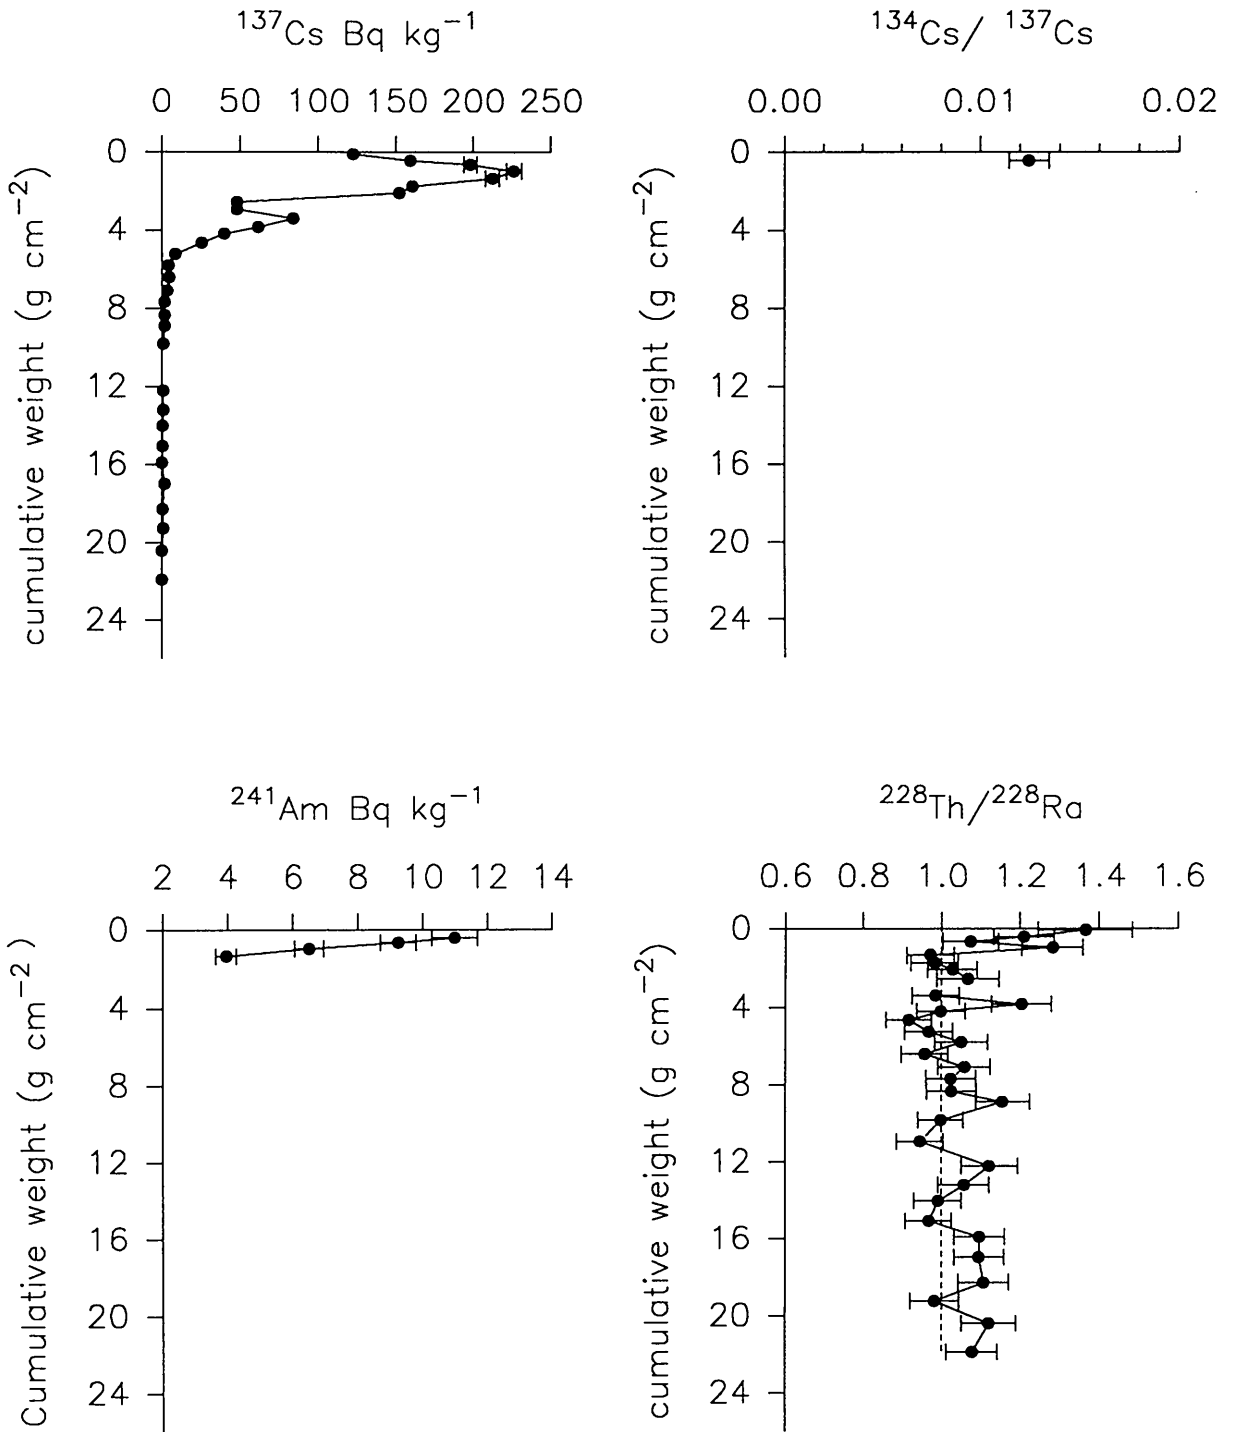 ¹³⁷Cs Bq kg⁻¹
0 50 100 150 200 250
0
4
8
12
16
20
24
cumulative weight (g cm⁻²)
¹³⁴Cs/ ¹³⁷Cs
0.00 0.01 0.02
0
4
8
12
16
20
24
cumulative weight (g cm⁻²)
²⁴¹Am Bq kg⁻¹
2 4 6 8 10 12 14
0
4
8
12
16
20
24
Cumulative weight (g cm⁻²)
²²⁸Th/²²⁸Ra
0.6 0.8 1.0 1.2 1.4 1.6
0
4
8
12
16
20
24
cumulative weight (g cm⁻²)